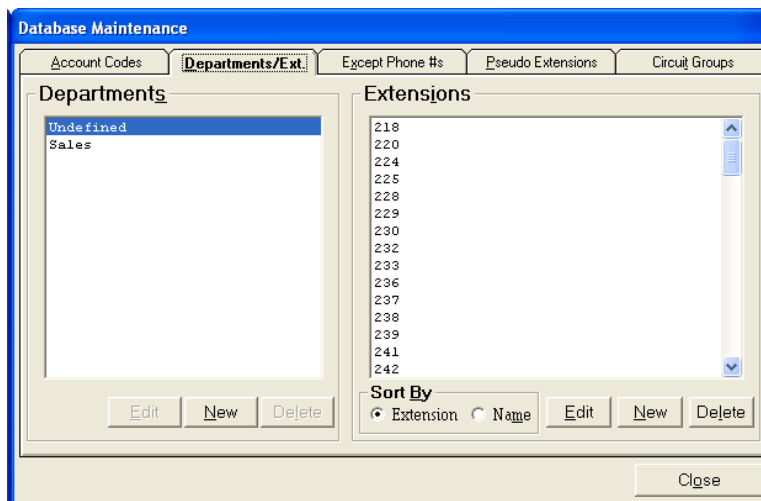 Database Maintenance
Account Codes Departments/Ext. Except Phone #s Pseudo Extensions Circuit Groups
Departments
Undefined
Sales
Edit New Delete
Extensions
218
220
224
225
228
229
230
232
233
236
237
238
239
241
242
Sort By
Extension Name Edit New Delete
Close